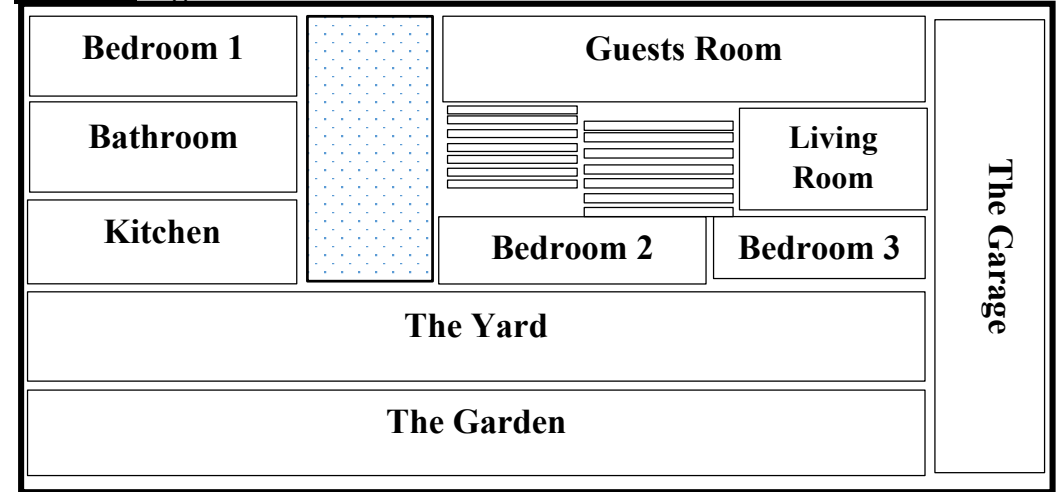 Bedroom 1
Guests Room
Bathroom
Living
Room
Kitchen
Bedroom 2
Bedroom 3
The Garage
The Yard
The Garden